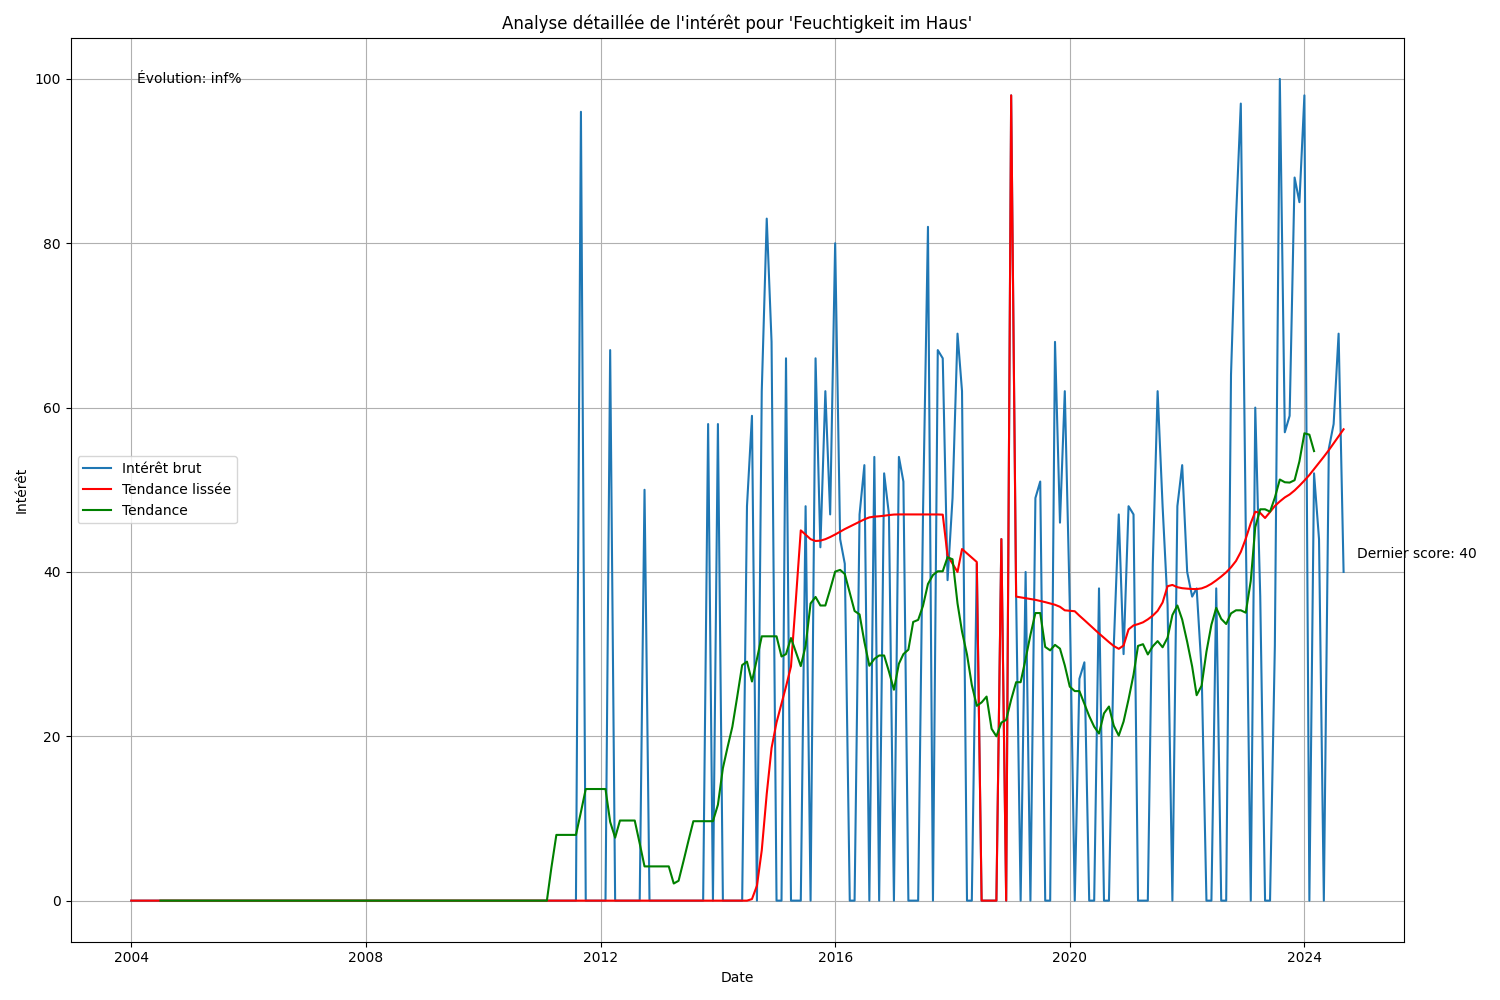 Analyse détaillée de l'intérêt pour 'Feuchtigkeit im Haus'
Évolution: inf%
100
80
60
40
20
0
Intérêt
Intérêt brut
Tendance lissée
Tendance
Dernier score: 40
2004
2008
2012
2014
2016
2020
2024
Date